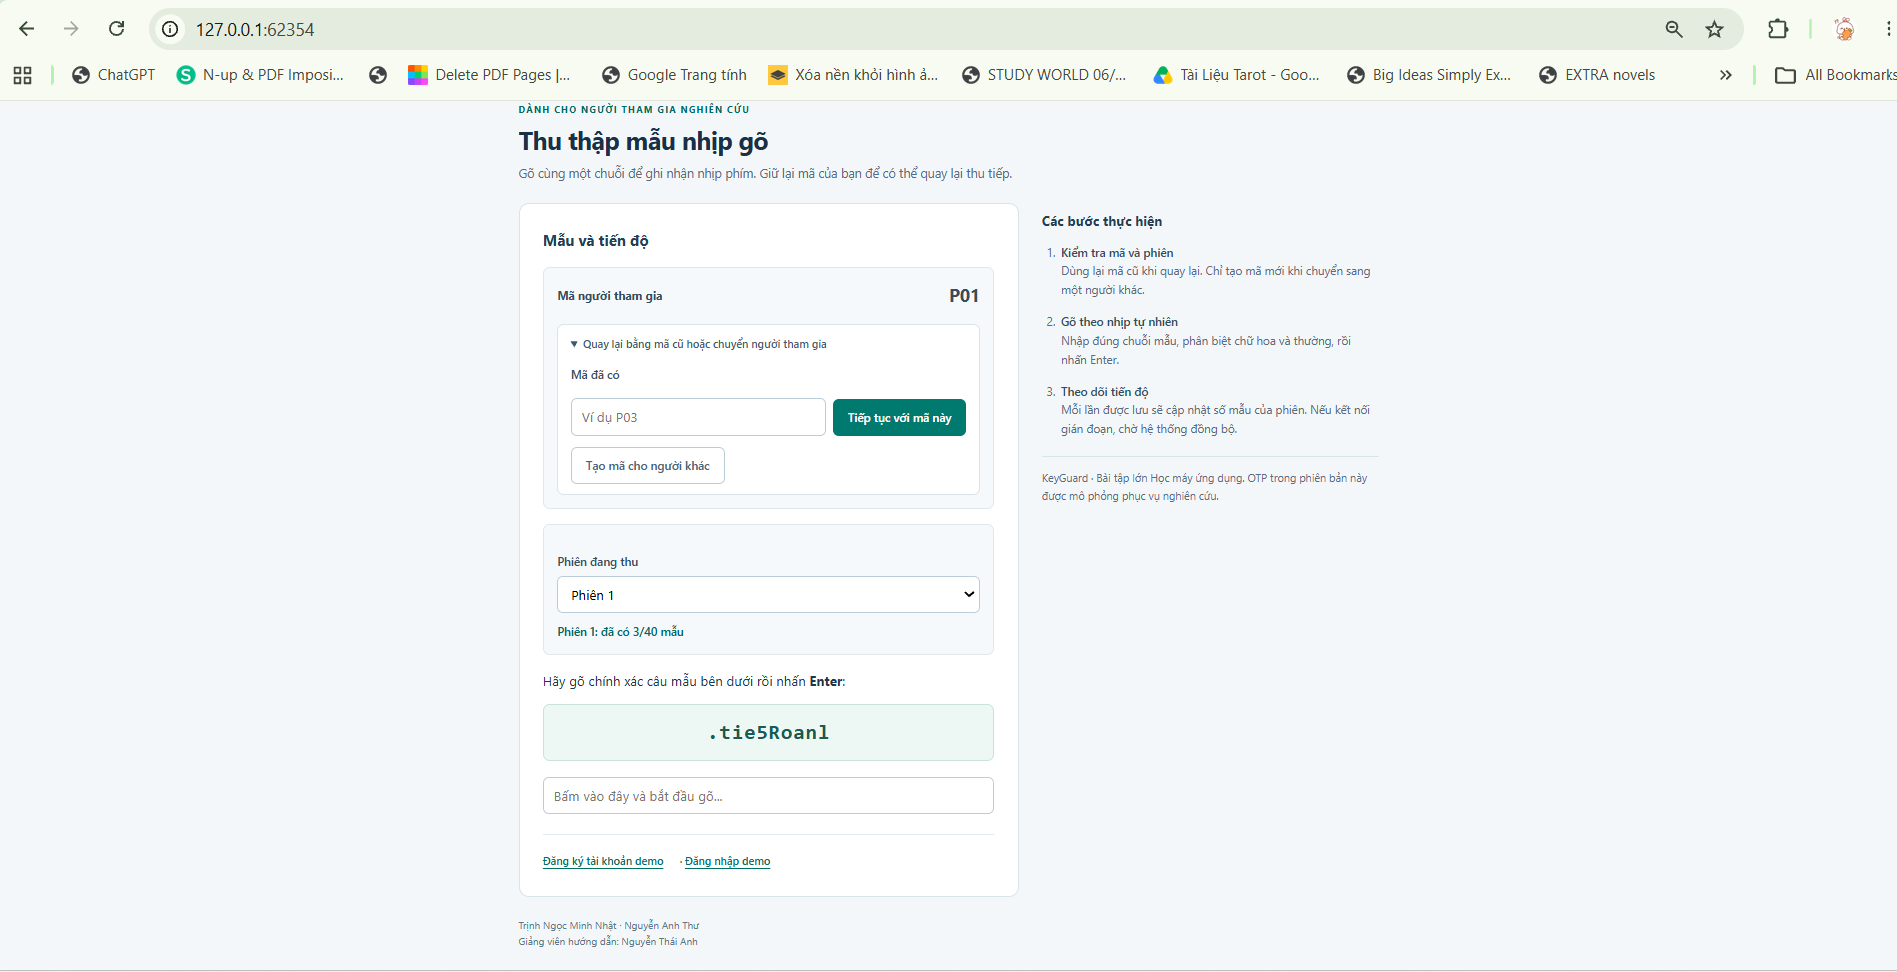 127.0.0.1:62354
ChatGPT
N-up & PDF Imposi...
Delete PDF Pages |...
Google Trang tính
Xóa nền khỏi hình ả...
STUDY WORLD 06/...
Tài Liệu Tarot - Goo...
Big Ideas Simply Ex...
EXTRA novels
All Bookmarks
DÀNH CHO NGƯỜI THAM GIA NGHIÊN CỨU
Thu thập mẫu nhịp gõ
Gõ cùng một chuỗi để ghi nhận nhịp phím. Giữ lại mã của bạn để có thể quay lại thu tiếp.
Mẫu và tiến độ
Mã người tham gia
P01
▼ Quay lại bằng mã cũ hoặc chuyển người tham gia
Mã đã có
Ví dụ P03
Tiếp tục với mã này
Tạo mã cho người khác
Phiên đang thu
Phiên 1
Phiên 1: đã có 3/40 mẫu
Hãy gõ chính xác câu mẫu bên dưới rồi nhấn Enter:
.tie5Roanl
Bấm vào đây và bắt đầu gõ...
Đăng ký tài khoản demo · Đăng nhập demo
Các bước thực hiện
1. Kiểm tra mã và phiên
Dùng lại mã cũ khi quay lại. Chỉ tạo mã mới khi chuyển sang
một người khác.
2. Gõ theo nhịp tự nhiên
Nhập đúng chuỗi mẫu, phân biệt chữ hoa và thường, rồi
nhấn Enter.
3. Theo dõi tiến độ
Mỗi lần được lưu sẽ cập nhật số mẫu của phiên. Nếu kết nối
gián đoạn, chờ hệ thống đồng bộ.
KeyGuard · Bài tập lớn Học máy ứng dụng. OTP trong phiên bản này
được mô phỏng phục vụ nghiên cứu.
Trịnh Ngọc Minh Nhật · Nguyễn Anh Thư
Giảng viên hướng dẫn: Nguyễn Thái Anh